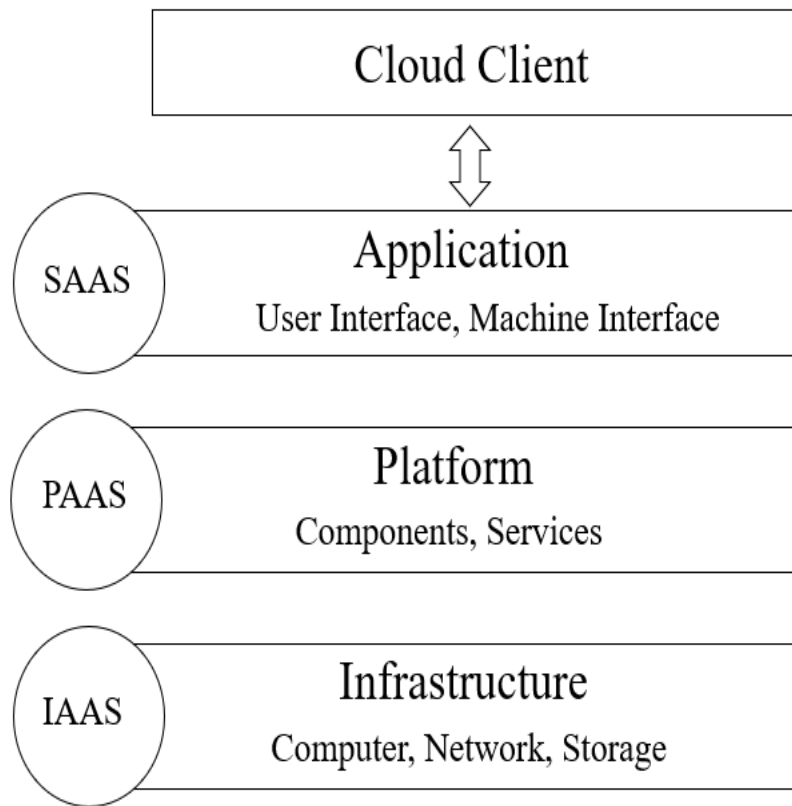 Cloud Client
SAAS
Application
User Interface, Machine Interface
PAAS
Platform
Components, Services
IAAS
Infrastructure
Computer, Network, Storage